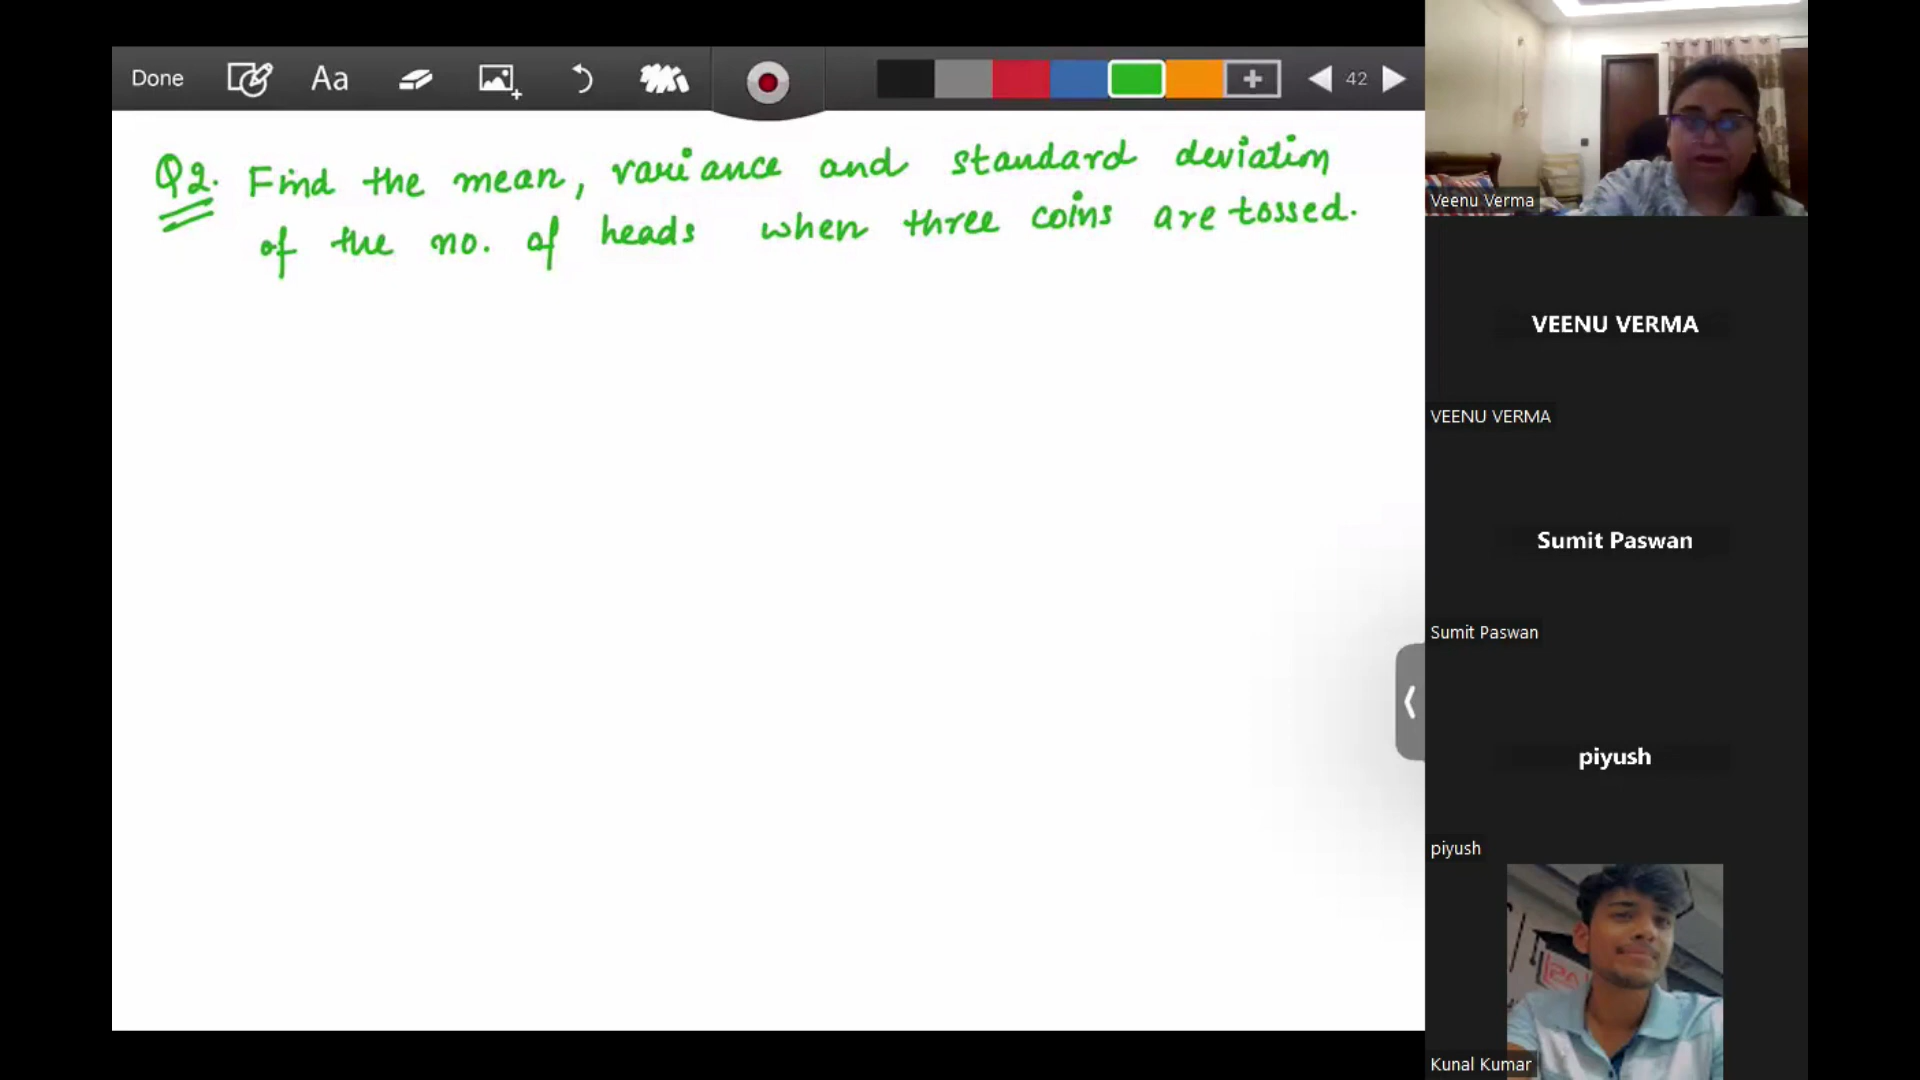 Done Aa 42
Q2. Find the mean, variance and standard deviation
of the no. of heads when three coins are tossed.
Veenu Verma
VEENU VERMA
VEENU VERMA
Sumit Paswan
Sumit Paswan
piyush
piyush
Kunal Kumar